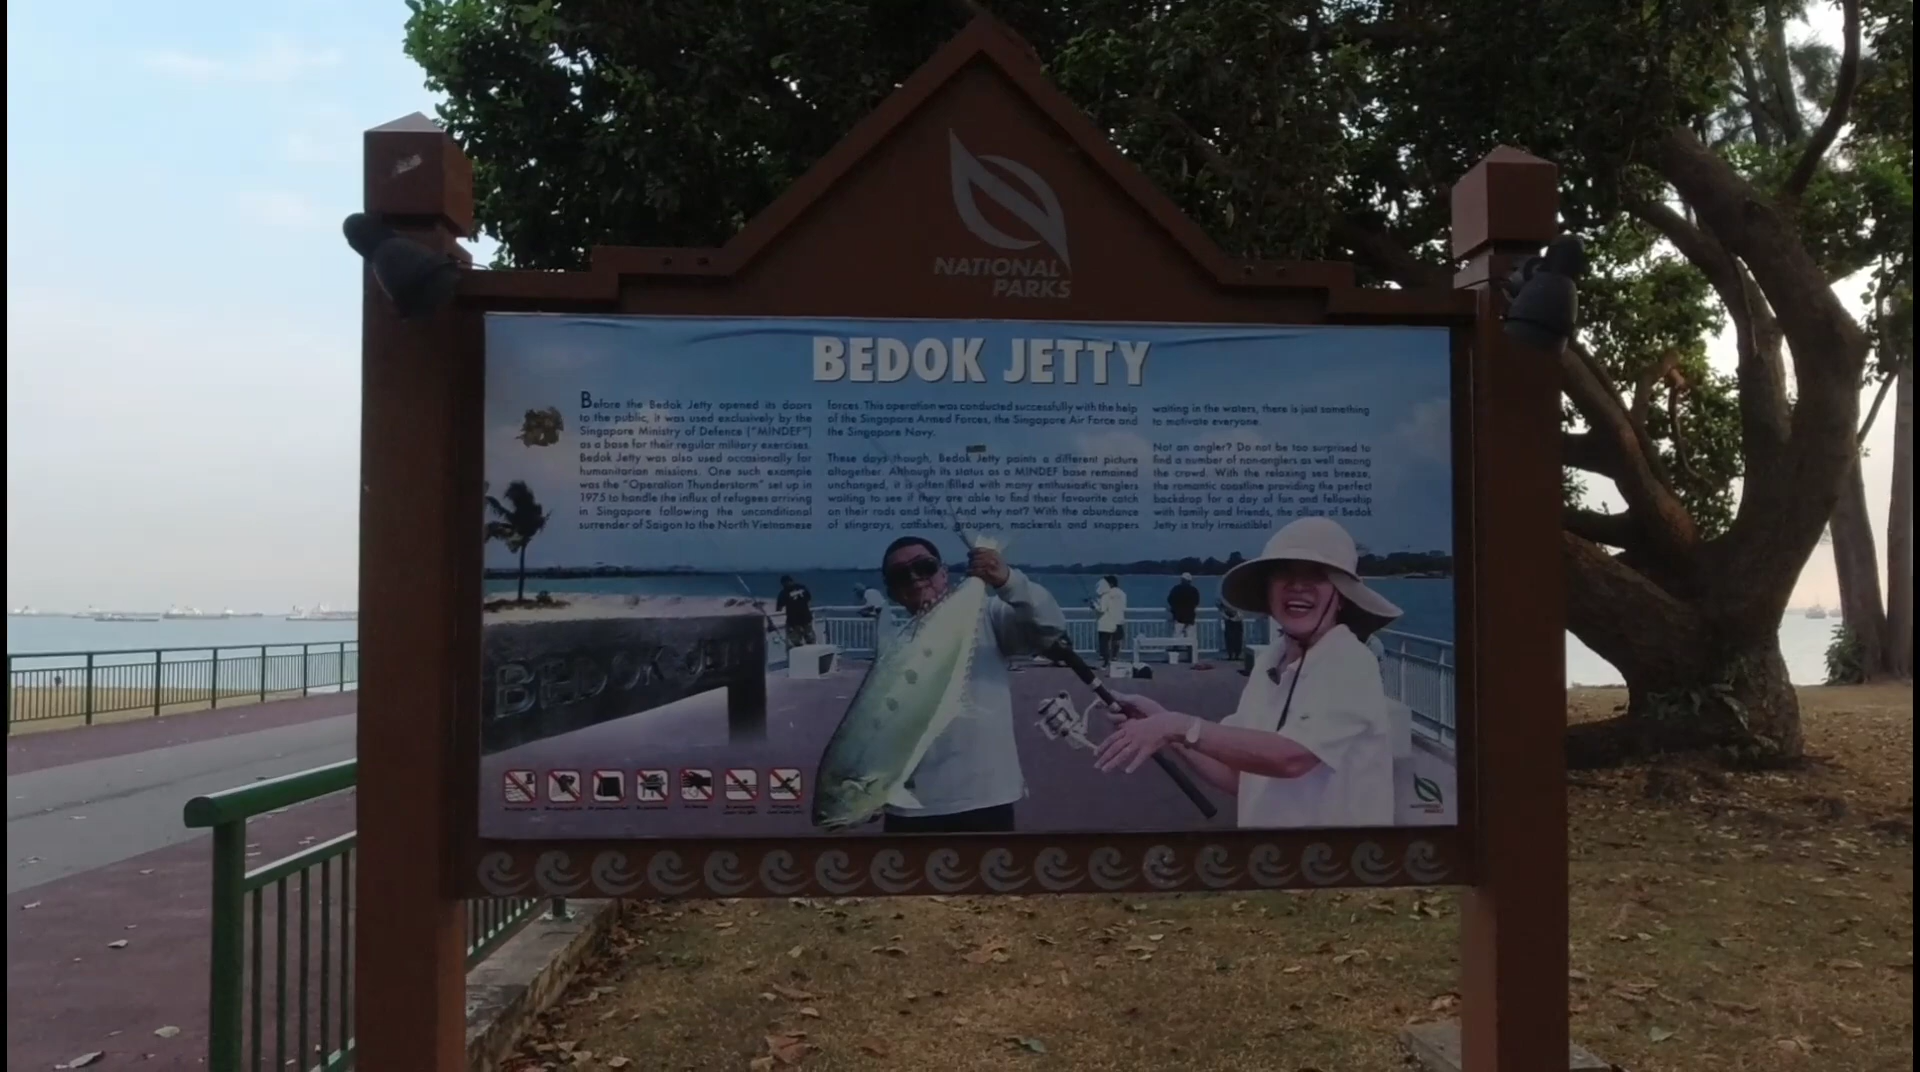 NATIONAL
PARKS
BEDOK JETTY
Before the Bedok Jetty opened its doors
to the public, it was used exclusively by the
Singapore Ministry of Defence ("MINDEF")
as a base for their regular military exercises.
Bedok Jetty was also used occasionally for
humanitarian missions. One such example
was the "Operation Thunderstorm" set up in
1975 to handle the influx of refugees arriving
in Singapore following the unconditional
surrender of Saigon to the North Vietnamese
forces. This operation was conducted successfully with the help
of the Singapore Armed Forces, the Singapore Air Force and
the Singapore Navy.
These days though, Bedok Jetty paints a different picture
altogether. Although its status as a MINDEF base remained
unchanged, it is often filled with many enthusiastic anglers
waiting to see if they are able to find their favourite catch
on their rods and lines. And why not? With the abundance
of stingrays, catfishes, groupers, mackerels and snappers
waiting in the waters, there is just something
to motivate everyone.
Not an angler? Do not be too surprised to
find a number of non-anglers as well among
the crowd. With the relaxing sea breeze,
the romantic coastline providing the perfect
backdrop for a day of fun and fellowship
with family and friends, the allure of Bedok
Jetty is truly irresistible!
BEDOK JE
NATIONAL
PARKS